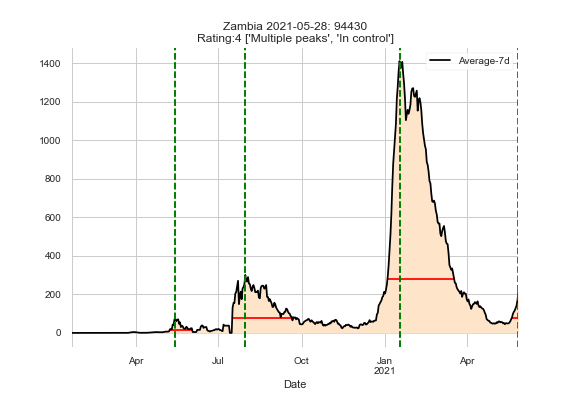 Zambia 2021-05-28: 94430
Rating:4 ['Multiple peaks', 'In control']
Average-7d
1400
1200
1000
800
600
400
200
0
Apr
Jul
Oct
Jan
2021
Apr
Date